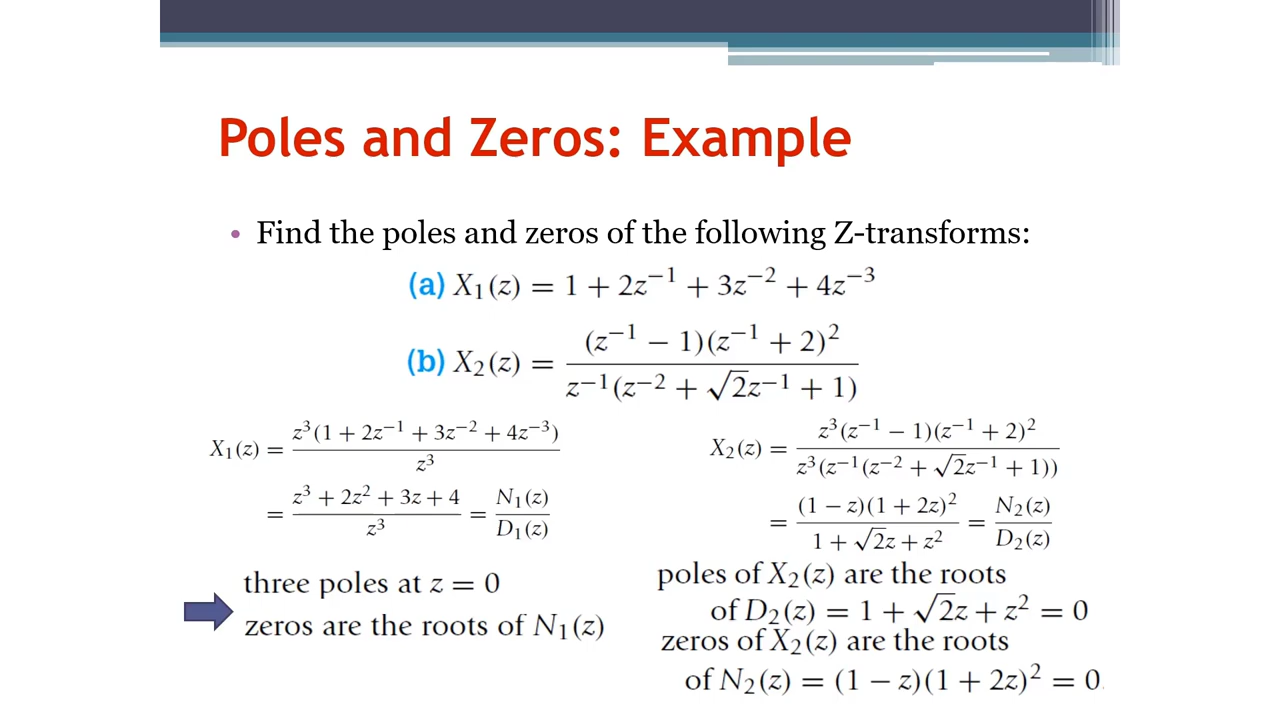 Poles and Zeros: Example
• Find the poles and zeros of the following Z-transforms:
(a) X₁(z) = 1 + 2z⁻¹ + 3z⁻² + 4z⁻³
(b) X₂(z) = (z⁻¹ − 1)(z⁻¹ + 2)² / z⁻¹(z⁻² + √2z⁻¹ + 1)
X₁(z) = z³(1 + 2z⁻¹ + 3z⁻² + 4z⁻³) / z³
= z³ + 2z² + 3z + 4 / z³ = N₁(z) / D₁(z)
three poles at z = 0
zeros are the roots of N₁(z)
X₂(z) = z³(z⁻¹ − 1)(z⁻¹ + 2)² / z³(z⁻¹(z⁻² + √2z⁻¹ + 1))
= (1 − z)(1 + 2z)² / 1 + √2z + z² = N₂(z) / D₂(z)
poles of X₂(z) are the roots
of D₂(z) = 1 + √2z + z² = 0
zeros of X₂(z) are the roots
of N₂(z) = (1 − z)(1 + 2z)² = 0